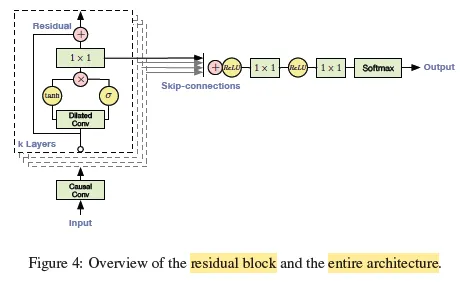 Residual
+
1 × 1
×
tanh
σ
Dilated
Conv
k Layers
Causal
Conv
Input
Skip-connections
+
ReLU
1 × 1
ReLU
1 × 1
Softmax
Output
Figure 4: Overview of the residual block and the entire architecture.